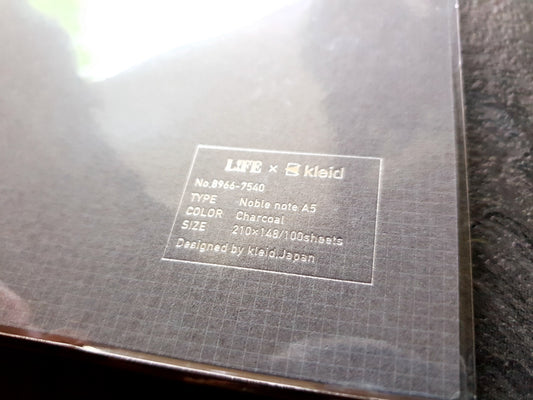 LIFE × kleid
No.8966-7540
TYPE Noble note A5
COLOR Charcoal
SIZE 210×148/100sheets
Designed by kleid.Japan